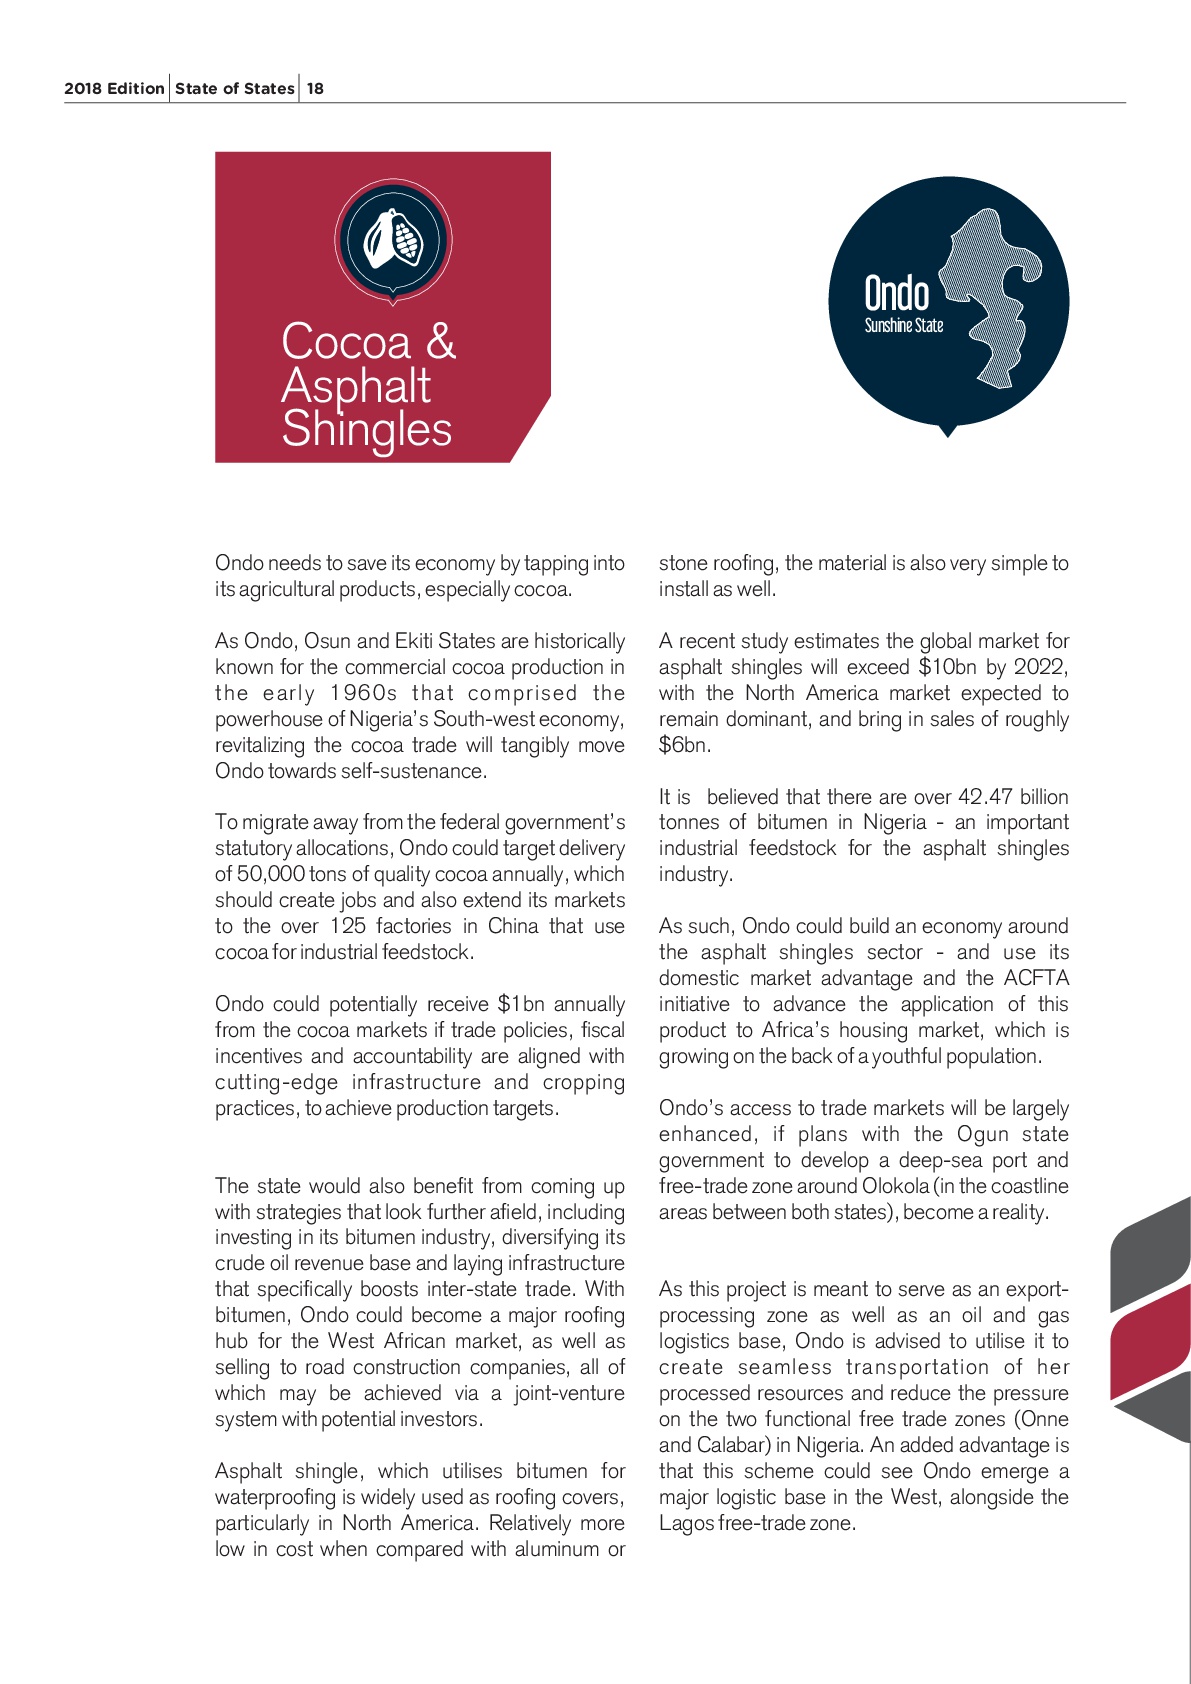 2018 Edition State of States 18
Cocoa &
Asphalt
Shingles
Ondo
Sunshine State
Ondo needs to save its economy by tapping into
its agricultural products, especially cocoa.
As Ondo, Osun and Ekiti States are historically
known for the commercial cocoa production in
the early 1960s that comprised the
powerhouse of Nigeria's South-west economy,
revitalizing the cocoa trade will tangibly move
Ondo towards self-sustenance.
To migrate away from the federal government's
statutory allocations, Ondo could target delivery
of 50,000 tons of quality cocoa annually, which
should create jobs and also extend its markets
to the over 125 factories in China that use
cocoa for industrial feedstock.
Ondo could potentially receive $1bn annually
from the cocoa markets if trade policies, fiscal
incentives and accountability are aligned with
cutting-edge infrastructure and cropping
practices, to achieve production targets.
The state would also benefit from coming up
with strategies that look further afield, including
investing in its bitumen industry, diversifying its
crude oil revenue base and laying infrastructure
that specifically boosts inter-state trade. With
bitumen, Ondo could become a major roofing
hub for the West African market, as well as
selling to road construction companies, all of
which may be achieved via a joint-venture
system with potential investors.
Asphalt shingle, which utilises bitumen for
waterproofing is widely used as roofing covers,
particularly in North America. Relatively more
low in cost when compared with aluminum or
stone roofing, the material is also very simple to
install as well.
A recent study estimates the global market for
asphalt shingles will exceed $10bn by 2022,
with the North America market expected to
remain dominant, and bring in sales of roughly
$6bn.
It is believed that there are over 42.47 billion
tonnes of bitumen in Nigeria - an important
industrial feedstock for the asphalt shingles
industry.
As such, Ondo could build an economy around
the asphalt shingles sector - and use its
domestic market advantage and the ACFTA
initiative to advance the application of this
product to Africa's housing market, which is
growing on the back of a youthful population.
Ondo's access to trade markets will be largely
enhanced, if plans with the Ogun state
government to develop a deep-sea port and
free-trade zone around Olokola (in the coastline
areas between both states), become a reality.
As this project is meant to serve as an export-
processing zone as well as an oil and gas
logistics base, Ondo is advised to utilise it to
create seamless transportation of her
processed resources and reduce the pressure
on the two functional free trade zones (Onne
and Calabar) in Nigeria. An added advantage is
that this scheme could see Ondo emerge a
major logistic base in the West, alongside the
Lagos free-trade zone.